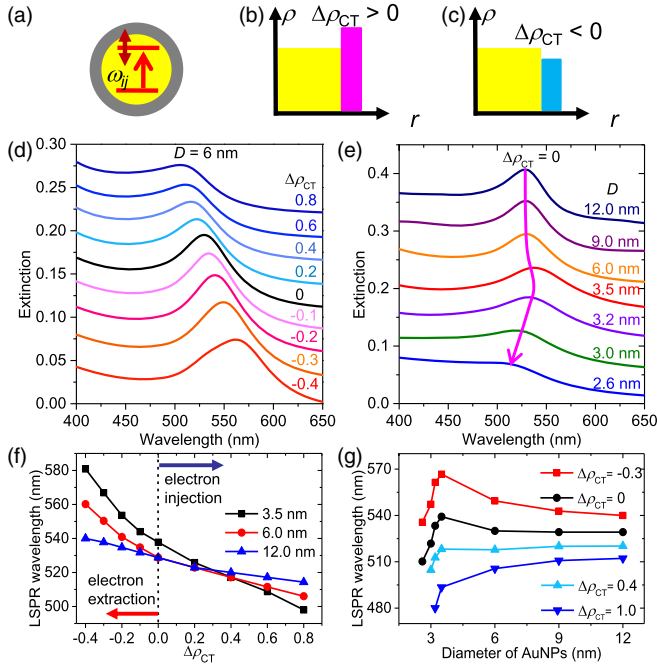 (a)
ω_ij
(b)
ρ
Δρ_CT > 0
r
(c)
ρ
Δρ_CT < 0
r
(d)
D = 6 nm
Δρ_CT
0.8
0.6
0.4
0.2
0
-0.1
-0.2
-0.3
-0.4
0.30
0.25
0.20
0.15
0.10
0.05
0.00
Extinction
400 450 500 550 600 650
Wavelength (nm)
(e)
Δρ_CT = 0
D
12.0 nm
9.0 nm
6.0 nm
3.5 nm
3.2 nm
3.0 nm
2.6 nm
0.4
0.3
0.2
0.1
0.0
Extinction
400 450 500 550 600 650
Wavelength (nm)
(f)
electron
injection
3.5 nm
6.0 nm
12.0 nm
electron
extraction
580
560
540
520
500
LSPR wavelength (nm)
-0.4 -0.2 0.0 0.2 0.4 0.6 0.8
Δρ_CT
(g)
Δρ_CT= -0.3
Δρ_CT= 0
Δρ_CT= 0.4
Δρ_CT= 1.0
570
540
510
480
LSPR wavelength (nm)
3 6 9 12
Diameter of AuNPs (nm)